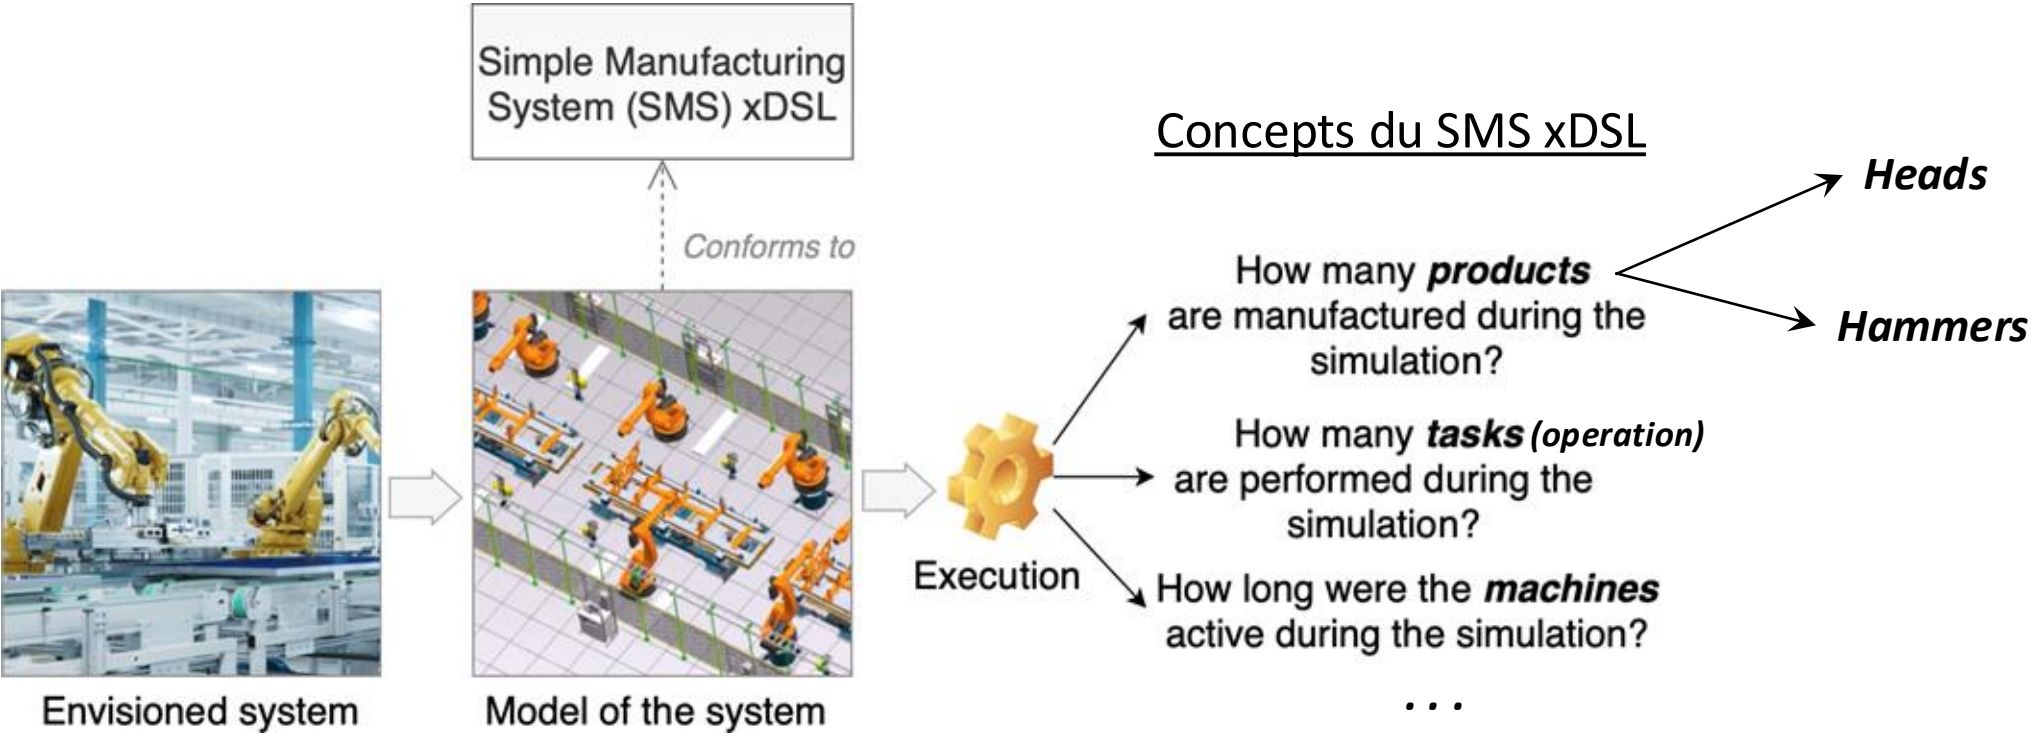 Simple Manufacturing
System (SMS) xDSL
Conforms to
Envisioned system
Model of the system
Execution
Concepts du SMS xDSL
How many products
are manufactured during the
simulation?
Heads
Hammers
How many tasks (operation)
are performed during the
simulation?
How long were the machines
active during the simulation?
...